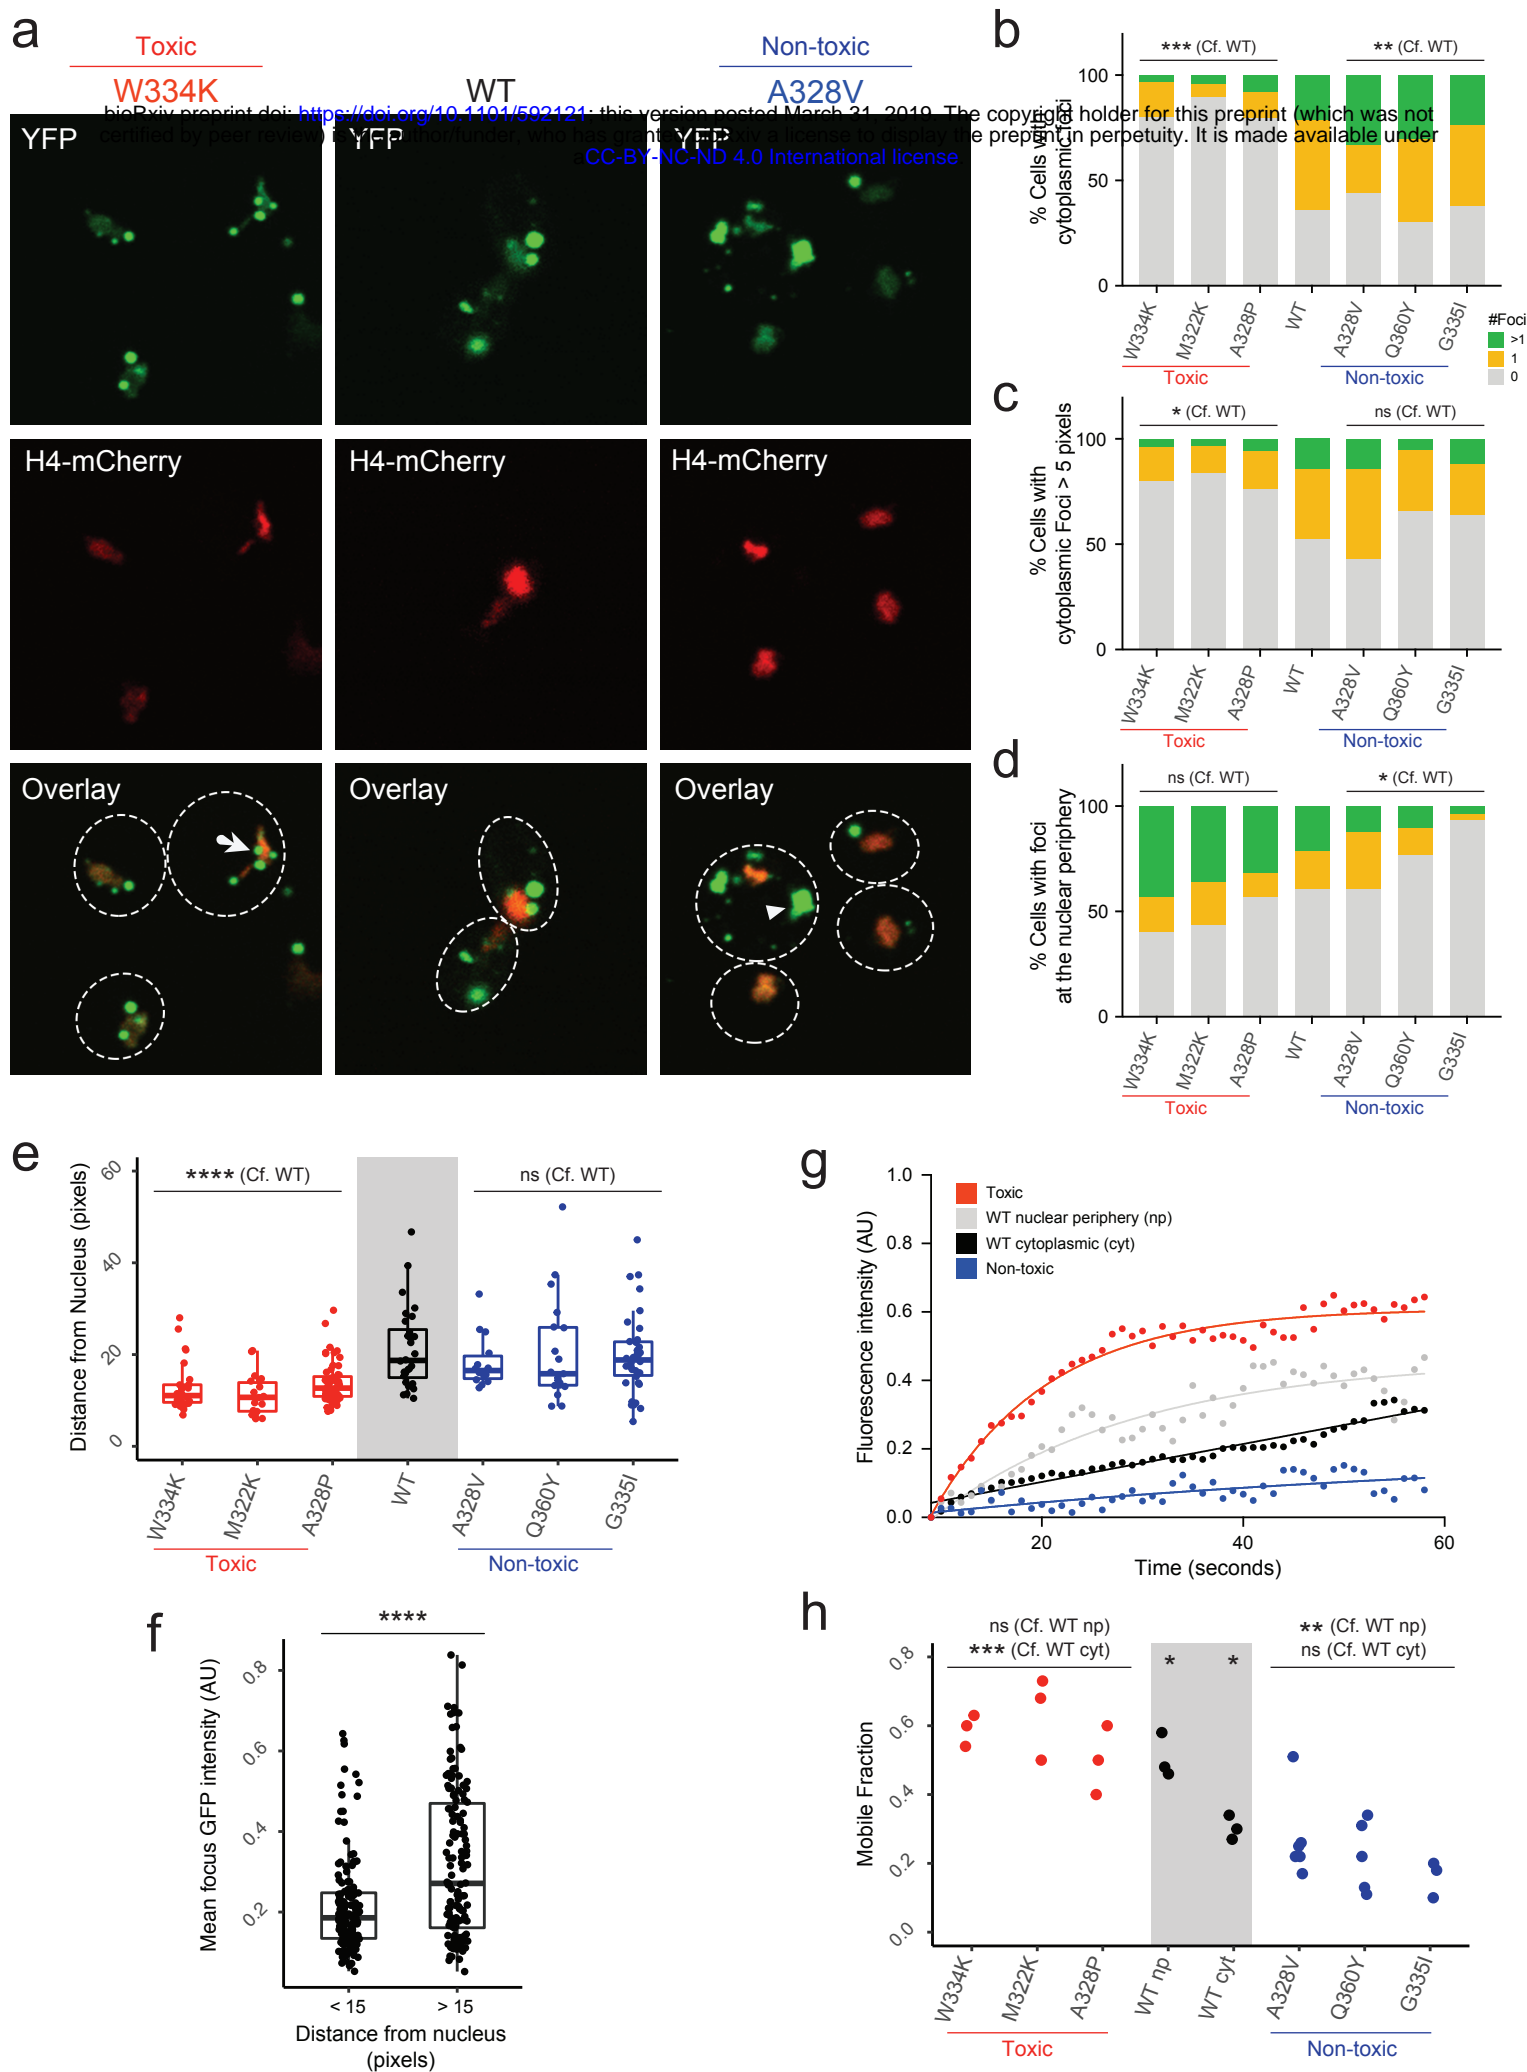 a
Toxic
Non-toxic
W334K
WT
A328V
bioRxiv preprint doi: https://doi.org/10.1101/592121; this version posted March 31, 2019. The copyright holder for this preprint (which was not
certified by peer review) is the author/funder, who has granted bioRxiv a license to display the preprint in perpetuity. It is made available under
aCC-BY-NC-ND 4.0 International license
YFP
YFP
YFP
H4-mCherry
H4-mCherry
H4-mCherry
Overlay
Overlay
Overlay
b
*** (Cf. WT)
** (Cf. WT)
% Cells with
cytoplasmic foci
100
50
0
W334K
M322K
A328P
WT
A328V
Q360Y
G335I
Toxic
Non-toxic
#Foci
>1
1
0
c
* (Cf. WT)
ns (Cf. WT)
% Cells with
cytoplasmic Foci > 5 pixels
100
50
0
W334K
M322K
A328P
WT
A328V
Q360Y
G335I
Toxic
Non-toxic
d
ns (Cf. WT)
* (Cf. WT)
% Cells with foci
at the nuclear periphery
100
50
0
W334K
M322K
A328P
WT
A328V
Q360Y
G335I
Toxic
Non-toxic
e
**** (Cf. WT)
ns (Cf. WT)
Distance from Nucleus (pixels)
60
40
20
0
W334K
M322K
A328P
WT
A328V
Q360Y
G335I
Toxic
Non-toxic
f
****
Mean focus GFP intensity (AU)
0.8
0.6
0.4
0.2
< 15
> 15
Distance from nucleus
(pixels)
g
Fluorescence intensity (AU)
1.0
0.8
0.6
0.4
0.2
0.0
Toxic
WT nuclear periphery (np)
WT cytoplasmic (cyt)
Non-toxic
20
40
60
Time (seconds)
h
ns (Cf. WT np)
*** (Cf. WT cyt)
*
*
** (Cf. WT np)
ns (Cf. WT cyt)
Mobile Fraction
0.8
0.6
0.4
0.2
0.0
W334K
M322K
A328P
WT np
WT cyt
A328V
Q360Y
G335I
Toxic
Non-toxic